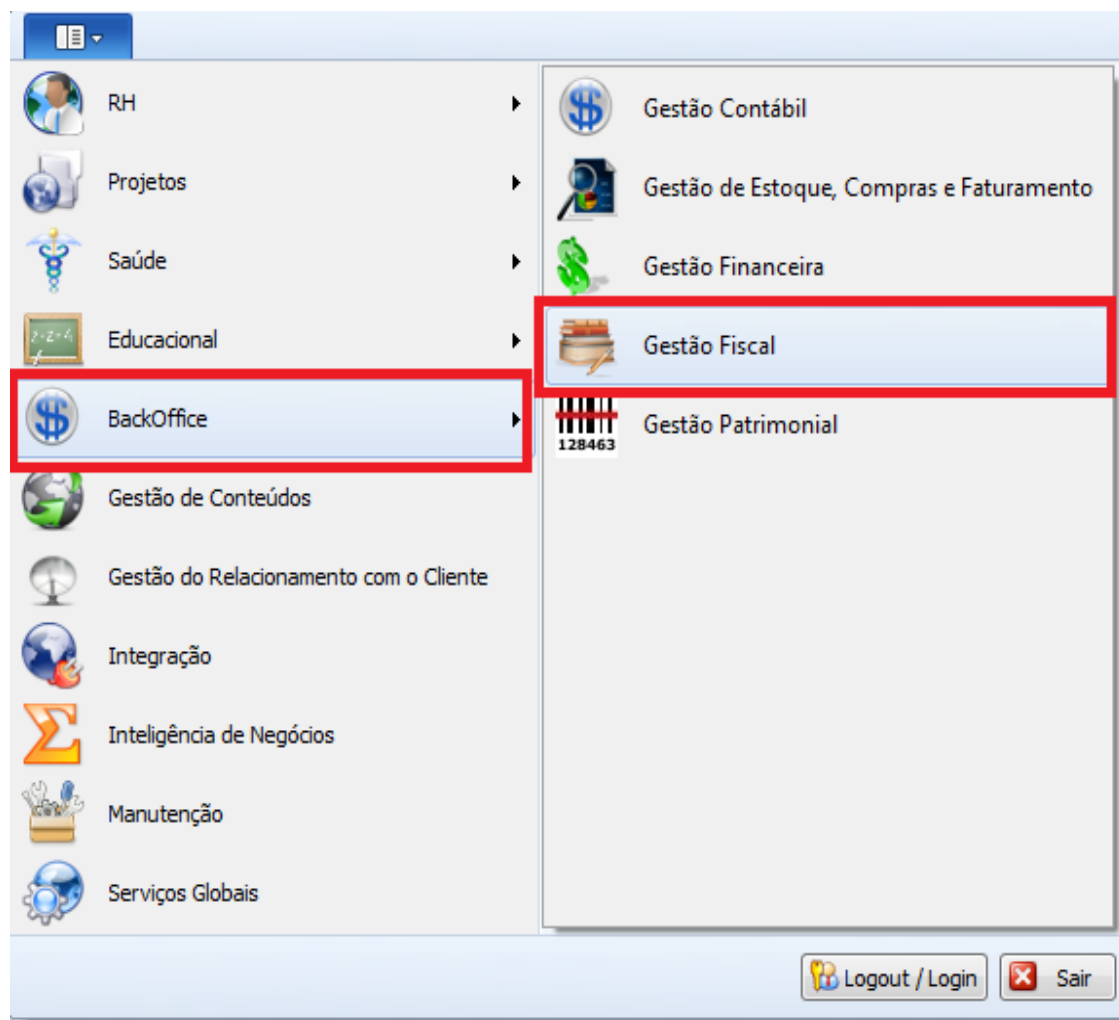 RH
Projetos
Saúde
Educacional
BackOffice
Gestão de Conteúdos
Gestão do Relacionamento com o Cliente
Integração
Inteligência de Negócios
Manutenção
Serviços Globais
Gestão Contábil
Gestão de Estoque, Compras e Faturamento
Gestão Financeira
Gestão Fiscal
128463
Gestão Patrimonial
Logout / Login
Sair